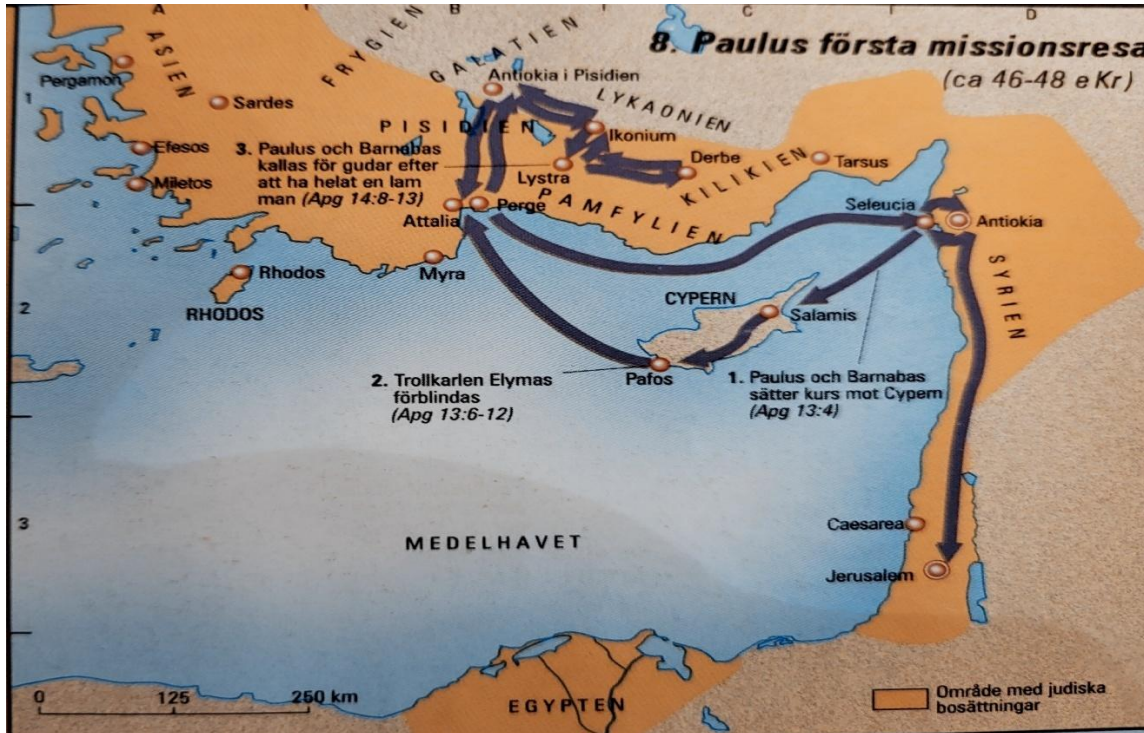 A
B
C
D
8. Paulus första missionsresa
(ca 46-48 e Kr)
1
2
3
ASIEN
FRYGIEN
GALATIEN
LYKAONIEN
PISIDIEN
PAMFYLIEN
KILIKIEN
SYRIEN
Pergamon
Sardes
Efesos
Miletos
Antiokia i Pisidien
Ikonium
Lystra
Derbe
Tarsus
3. Paulus och Barnabas
kallas för gudar efter
att ha helat en lam
man (Apg 14:8-13)
Attalia
Perge
Seleucia
Antiokia
Myra
Rhodos
RHODOS
CYPERN
Salamis
Pafos
2. Trollkarlen Elymas
förblindas
(Apg 13:6-12)
1. Paulus och Barnabas
sätter kurs mot Cypern
(Apg 13:4)
MEDELHAVET
Caesarea
Jerusalem
EGYPTEN
0 125 250 km
Område med judiska
bosättningar